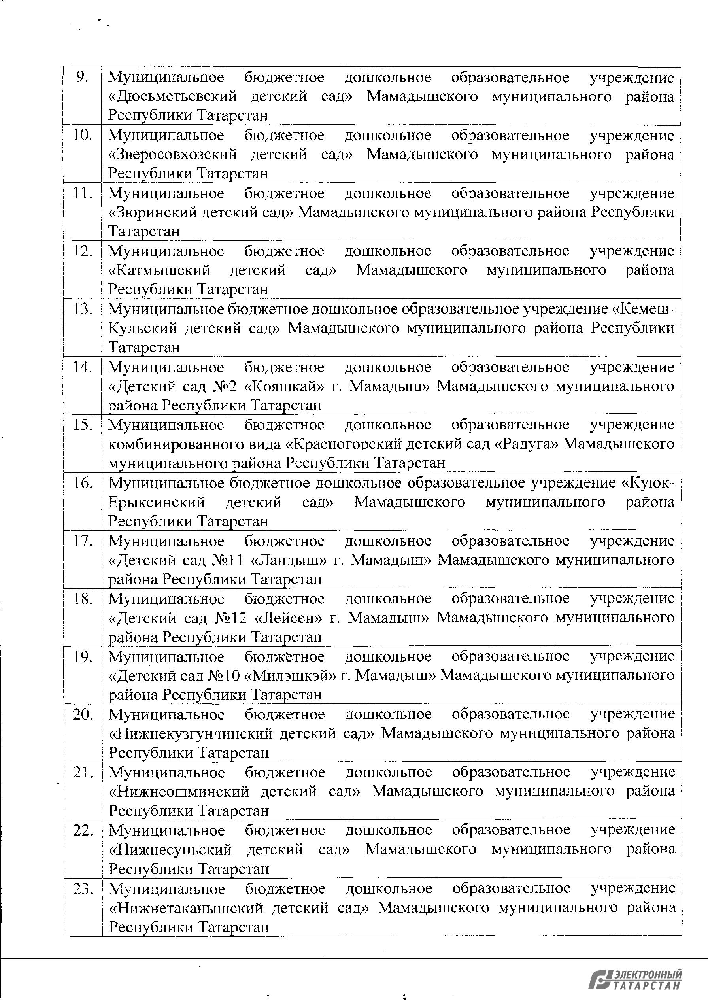 9. Муниципальное бюджетное дошкольное образовательное учреждение
«Дюсьметьевский детский сад» Мамадышского муниципального района
Республики Татарстан
10. Муниципальное бюджетное дошкольное образовательное учреждение
«Зверосовхозский детский сад» Мамадышского муниципального района
Республики Татарстан
11. Муниципальное бюджетное дошкольное образовательное учреждение
«Зюринский детский сад» Мамадышского муниципального района Республики
Татарстан
12. Муниципальное бюджетное дошкольное образовательное учреждение
«Катмышский детский сад» Мамадышского муниципального района
Республики Татарстан
13. Муниципальное бюджетное дошкольное образовательное учреждение «Кемеш-
Кульский детский сад» Мамадышского муниципального района Республики
Татарстан
14. Муниципальное бюджетное дошкольное образовательное учреждение
«Детский сад №2 «Кояшкай» г. Мамадыш» Мамадышского муниципального
района Республики Татарстан
15. Муниципальное бюджетное дошкольное образовательное учреждение
комбинированного вида «Красногорский детский сад «Радуга» Мамадышского
муниципального района Республики Татарстан
16. Муниципальное бюджетное дошкольное образовательное учреждение «Куюк-
Ерыксинский детский сад» Мамадышского муниципального района
Республики Татарстан
17. Муниципальное бюджетное дошкольное образовательное учреждение
«Детский сад №11 «Ландыш» г. Мамадыш» Мамадышского муниципального
района Республики Татарстан
18. Муниципальное бюджетное дошкольное образовательное учреждение
«Детский сад №12 «Лейсен» г. Мамадыш» Мамадышского муниципального
района Республики Татарстан
19. Муниципальное бюджетное дошкольное образовательное учреждение
«Детский сад №10 «Милэшкэй» г. Мамадыш» Мамадышского муниципального
района Республики Татарстан
20. Муниципальное бюджетное дошкольное образовательное учреждение
«Нижнекузгунчинский детский сад» Мамадышского муниципального района
Республики Татарстан
21. Муниципальное бюджетное дошкольное образовательное учреждение
«Нижнеошминский детский сад» Мамадышского муниципального района
Республики Татарстан
22. Муниципальное бюджетное дошкольное образовательное учреждение
«Нижнесуньский детский сад» Мамадышского муниципального района
Республики Татарстан
23. Муниципальное бюджетное дошкольное образовательное учреждение
«Нижнетаканышский детский сад» Мамадышского муниципального района
Республики Татарстан
ЭЛЕКТРОННЫЙ
ТАТАРСТАН